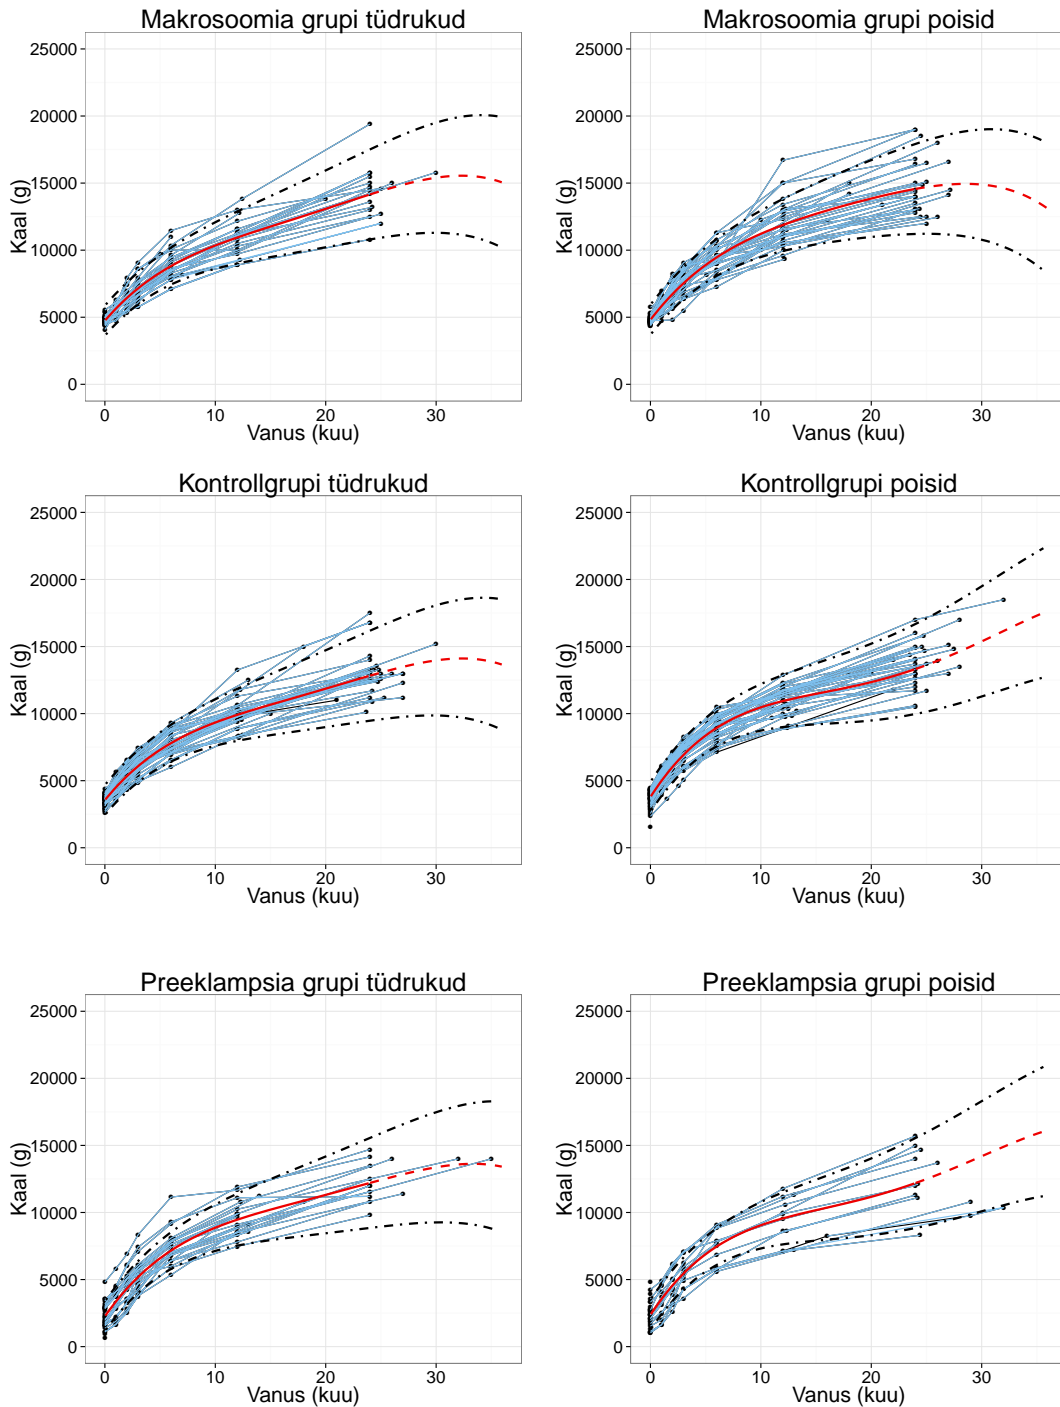 Makrosoomia grupi tüdrukud
Makrosoomia grupi poisid
Kaal (g)
25000
20000
15000
10000
5000
0
0 10 20 30
Vanus (kuu)
Kaal (g)
25000
20000
15000
10000
5000
0
0 10 20 30
Vanus (kuu)
Kontrollgrupi tüdrukud
Kontrollgrupi poisid
Kaal (g)
25000
20000
15000
10000
5000
0
0 10 20 30
Vanus (kuu)
Kaal (g)
25000
20000
15000
10000
5000
0
0 10 20 30
Vanus (kuu)
Preeklampsia grupi tüdrukud
Preeklampsia grupi poisid
Kaal (g)
25000
20000
15000
10000
5000
0
0 10 20 30
Vanus (kuu)
Kaal (g)
25000
20000
15000
10000
5000
0
0 10 20 30
Vanus (kuu)